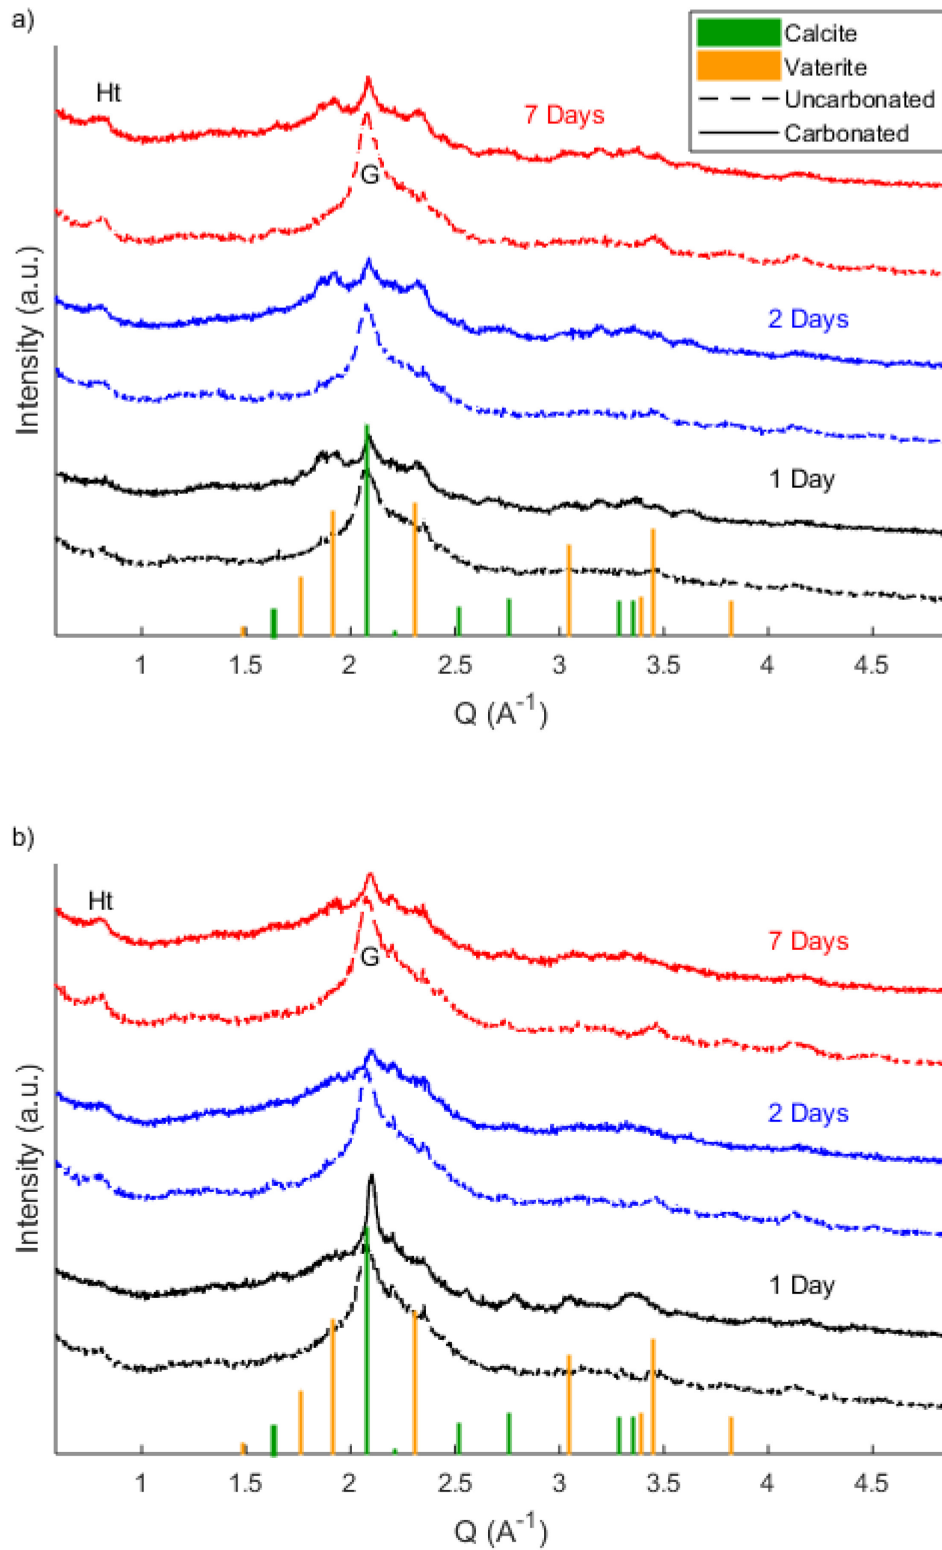 a)
Calcite
Vaterite
Uncarbonated
Carbonated
Ht
7 Days
G
2 Days
1 Day
Intensity (a.u.)
1 1.5 2 2.5 3 3.5 4 4.5
Q (A⁻¹)
b)
Ht
7 Days
G
2 Days
1 Day
Intensity (a.u.)
1 1.5 2 2.5 3 3.5 4 4.5
Q (A⁻¹)